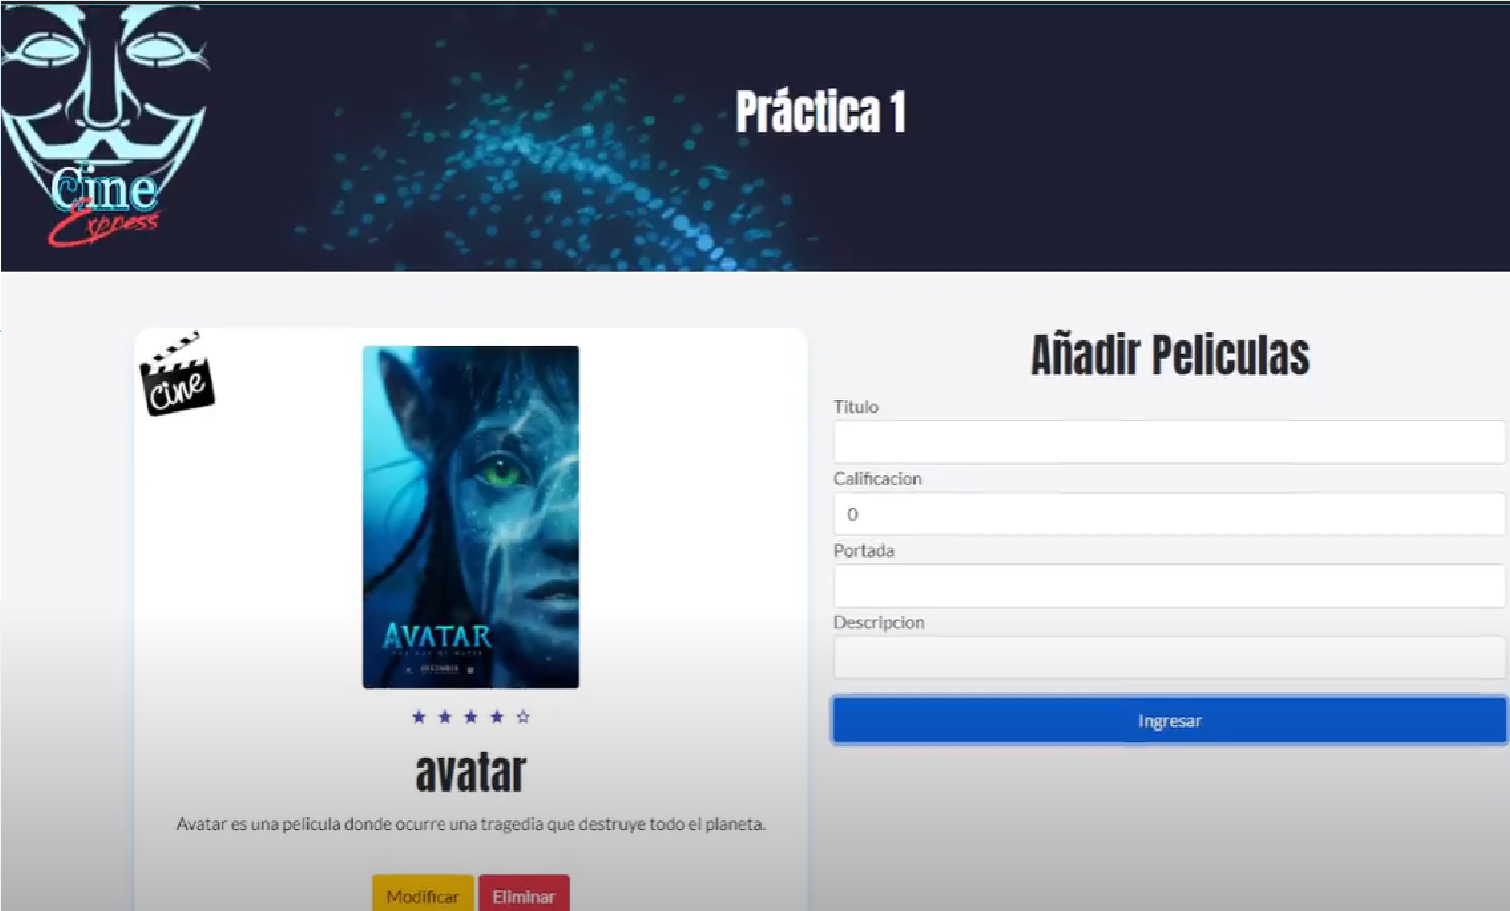 Práctica 1
Cine
Express
cine
AVATAR
avatar
Avatar es una pelicula donde ocurre una tragedia que destruye todo el planeta.
Modificar
Eliminar
Añadir Peliculas
Titulo
Calificacion
0
Portada
Descripcion
Ingresar